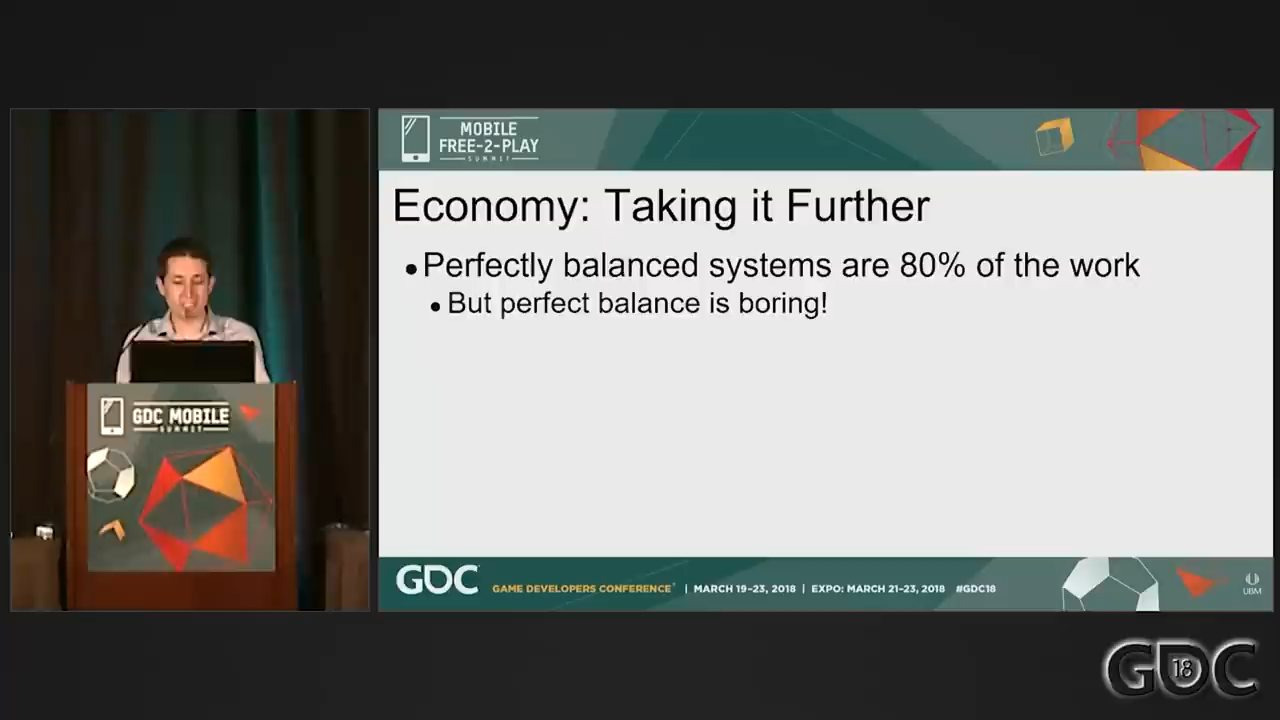 MOBILE
FREE-2-PLAY
SUMMIT
Economy: Taking it Further
• Perfectly balanced systems are 80% of the work
• But perfect balance is boring!
GDC MOBILE
SUMMIT
GDC GAME DEVELOPERS CONFERENCE® | MARCH 19–23, 2018 | EXPO: MARCH 21–23, 2018 #GDC18
UBM
GDC 18